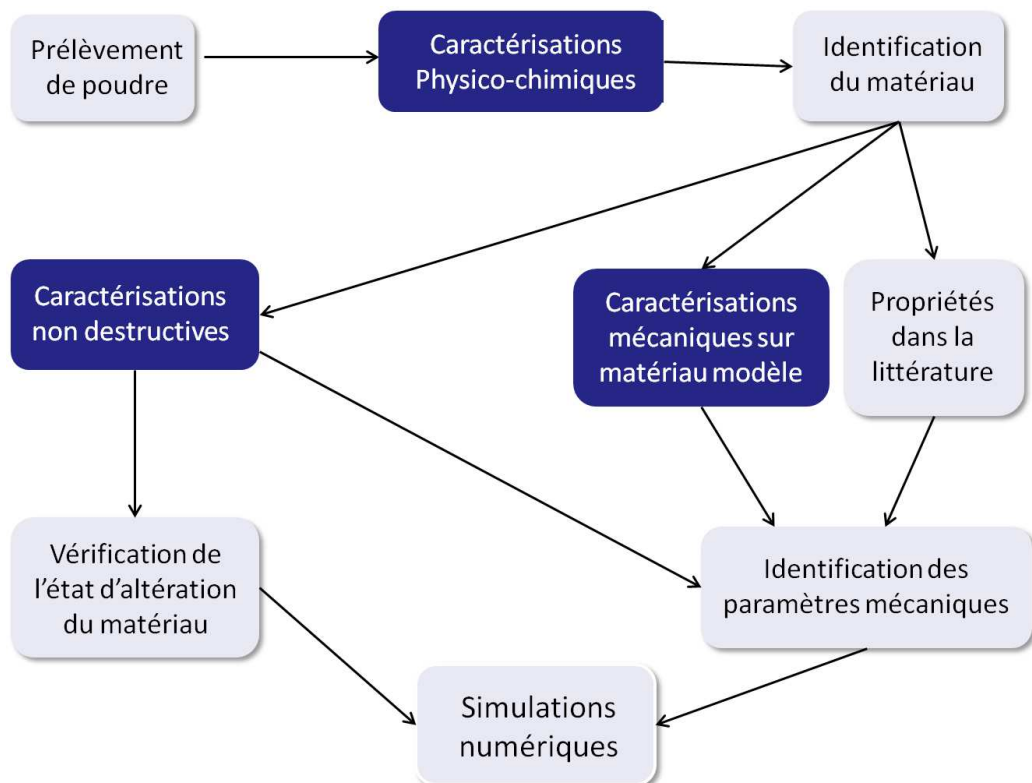 Prélèvement
de poudre
Caractérisations
Physico-chimiques
Identification
du matériau
Caractérisations
non destructives
Caractérisations
mécaniques sur
matériau modèle
Propriétés
dans la
littérature
Vérification de
l'état d'altération
du matériau
Identification des
paramètres mécaniques
Simulations
numériques